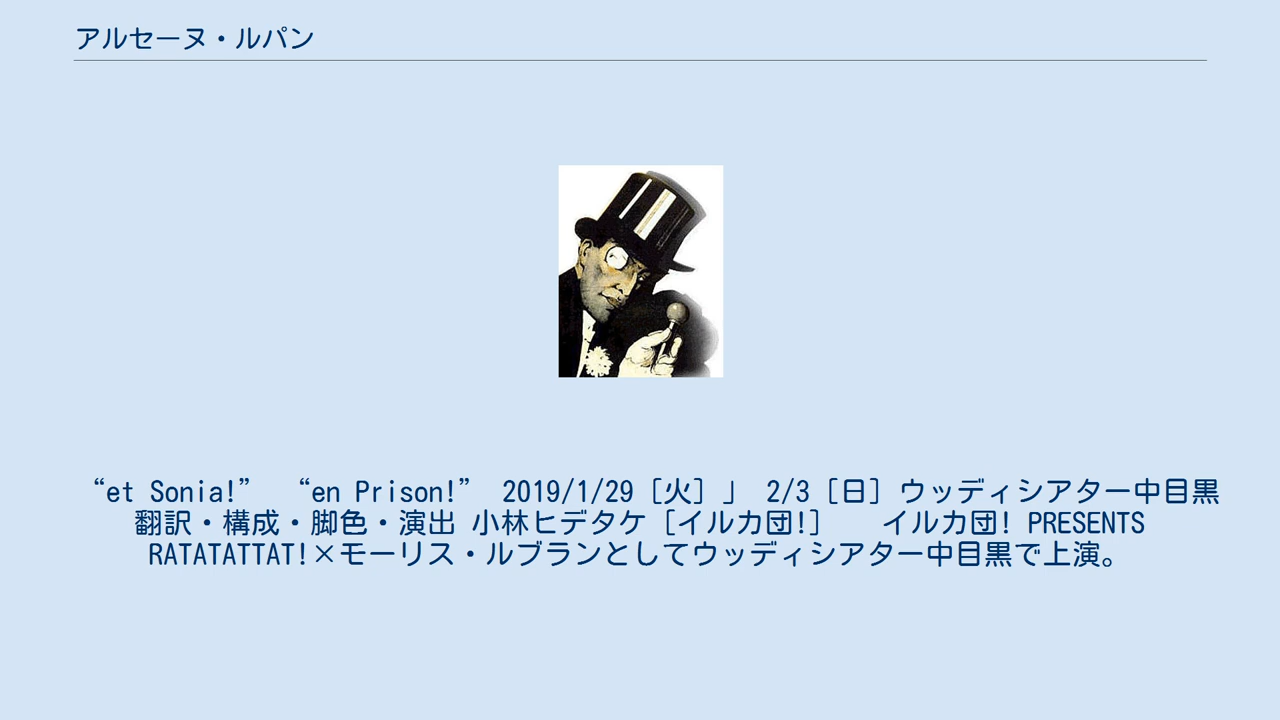 アルセーヌ・ルパン
“et Sonia!”　“en Prison!” 2019/1/29［火］」 2/3［日］ウッディシアター中目黒
翻訳・構成・脚色・演出 小林ヒデタケ［イルカ団!］　　イルカ団! PRESENTS
RATATATTAT!×モーリス・ルブランとしてウッディシアター中目黒で上演。